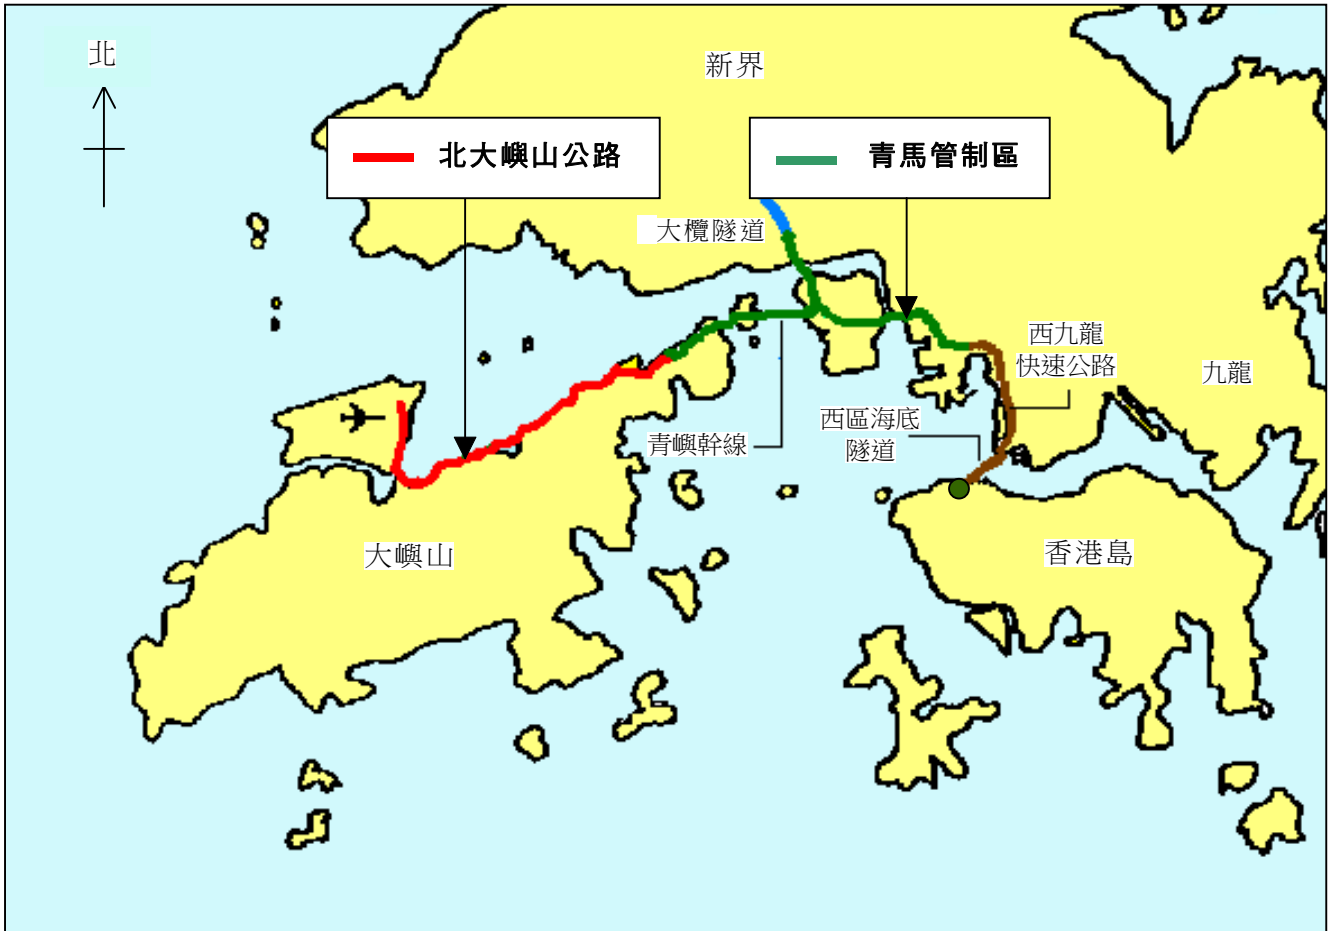 北
新界
北大嶼山公路
青馬管制區
大欖隧道
西九龍
快速公路
九龍
西區海底
隧道
青嶼幹線
大嶼山
香港島